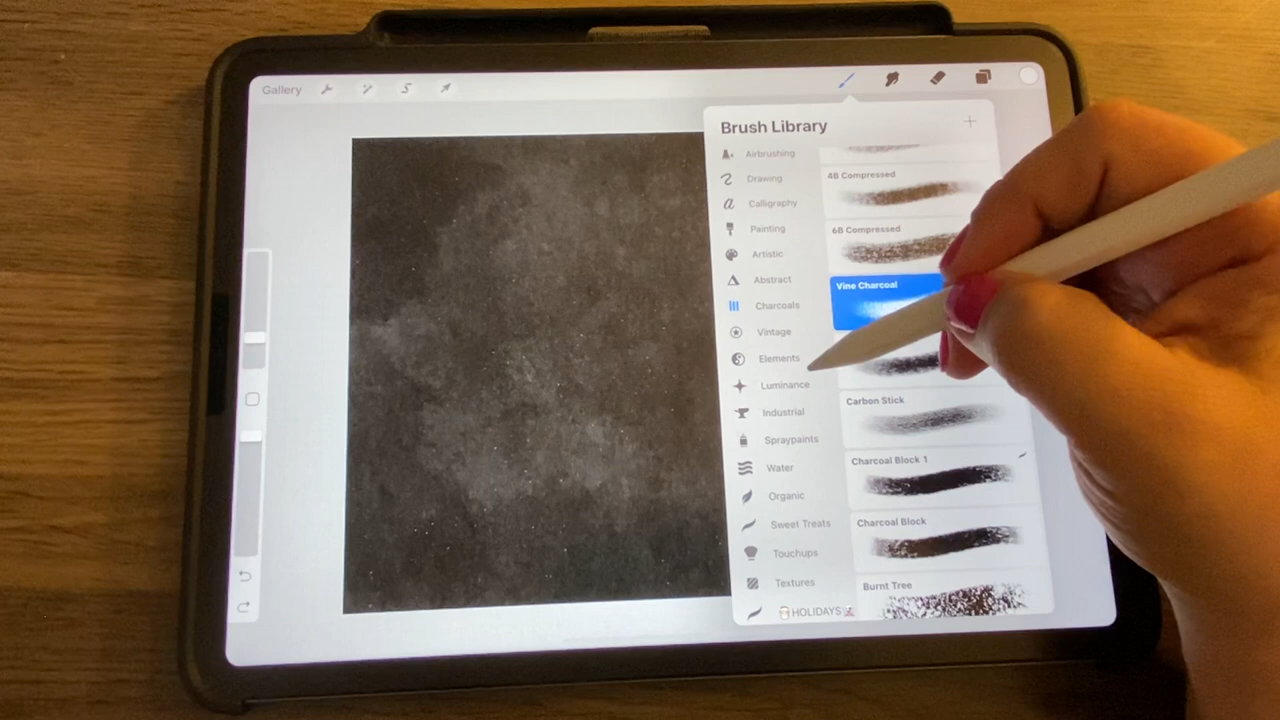 Gallery
Brush Library
Airbrushing
Drawing
Calligraphy
Painting
Artistic
Abstract
Charcoals
Vintage
Elements
Luminance
Industrial
Spraypaints
Water
Organic
Sweet Treats
Touchups
Textures
HOLIDAYS
4B Compressed
6B Compressed
Vine Charcoal
Carbon Stick
Charcoal Block 1
Charcoal Block
Burnt Tree